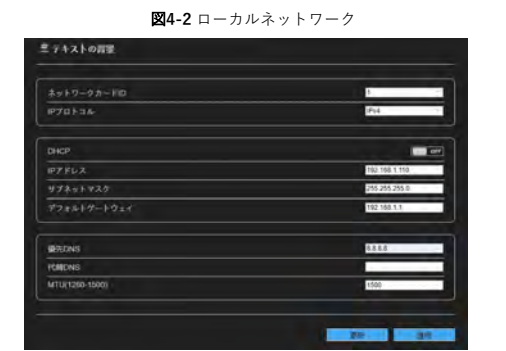 図4-2 ローカルネットワーク
テキストの背景
ネットワークカードID
1
IPプロトコル
IPv4
DHCP
OFF
IPアドレス
192.168.1.110
サブネットマスク
255.255.255.0
デフォルトゲートウェイ
192.168.1.1
優先DNS
8.8.8.8
代替DNS
MTU(1280-1500)
1500
更新